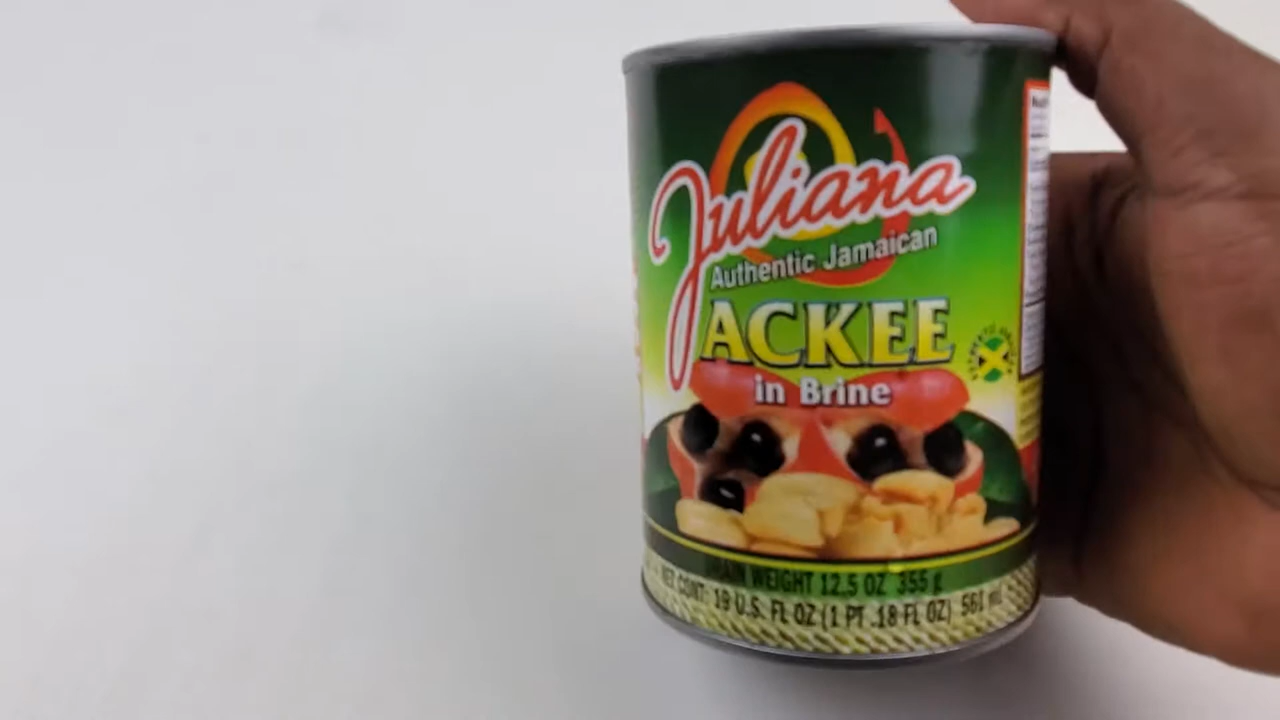 Juliana
Authentic Jamaican
ACKEE
in Brine
WEIGHT 12.5 OZ 355 g
NET CONT: 19 U.S. FL OZ (1 PT .18 FL OZ) 561 mL